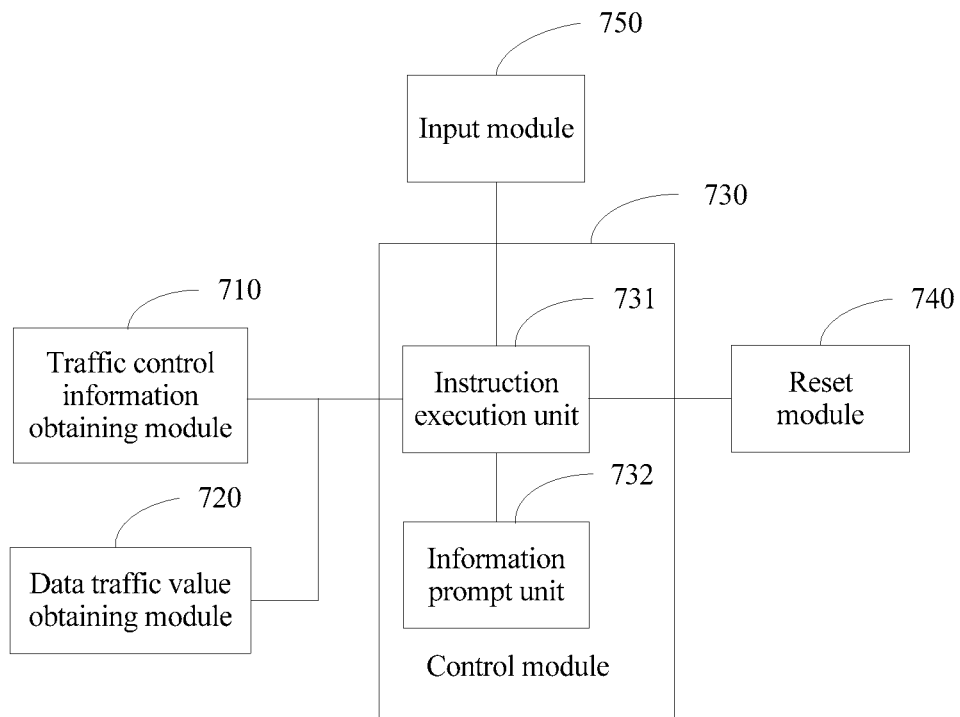 750
Input module
730
710
731
740
Traffic control
information
obtaining module
Instruction
execution unit
Reset
module
720
732
Data traffic value
obtaining module
Information
prompt unit
Control module